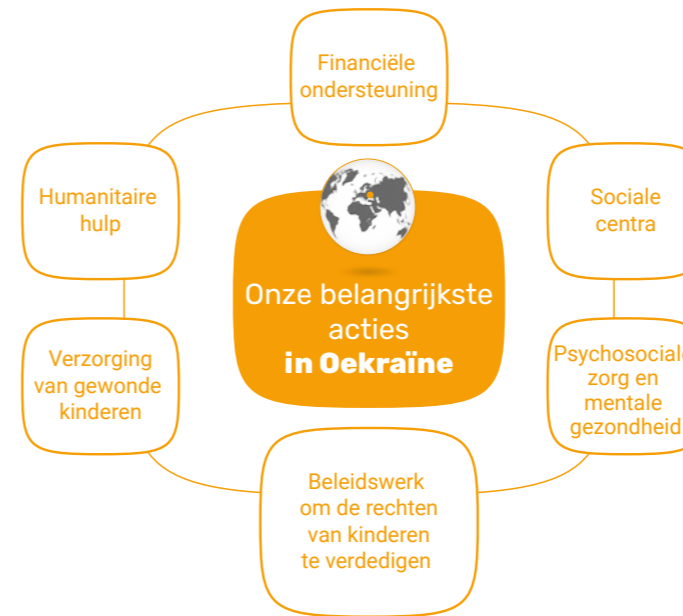 Financiële
ondersteuning
Humanitaire
hulp
Sociale
centra
Onze belangrijkste
acties
in Oekraïne
Verzorging
van gewonde
kinderen
Psychosociale
zorg en
mentale
gezondheid
Beleidswerk
om de rechten
van kinderen
te verdedigen